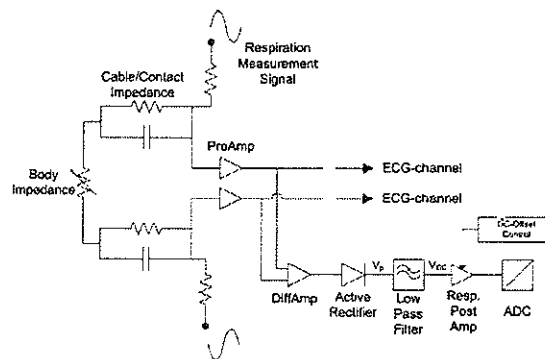 Respiration
Measurement
Signal
Cable/Contact
Impedance
PreAmp
ECG-channel
Body
Impedance
ECG-channel
DC-Offset
Control
Vp
VDC
DiffAmp
Active
Rectifier
Low
Pass
Filter
Resp.
Post
Amp
ADC